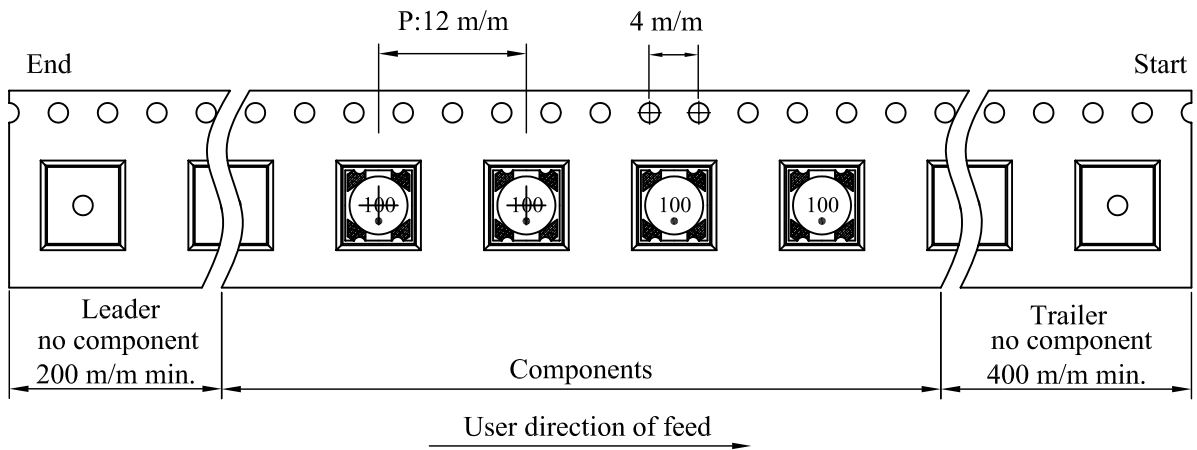 P:12 m/m
4 m/m
End
Start
100
100
100
100
Leader
no component
200 m/m min.
Components
Trailer
no component
400 m/m min.
User direction of feed